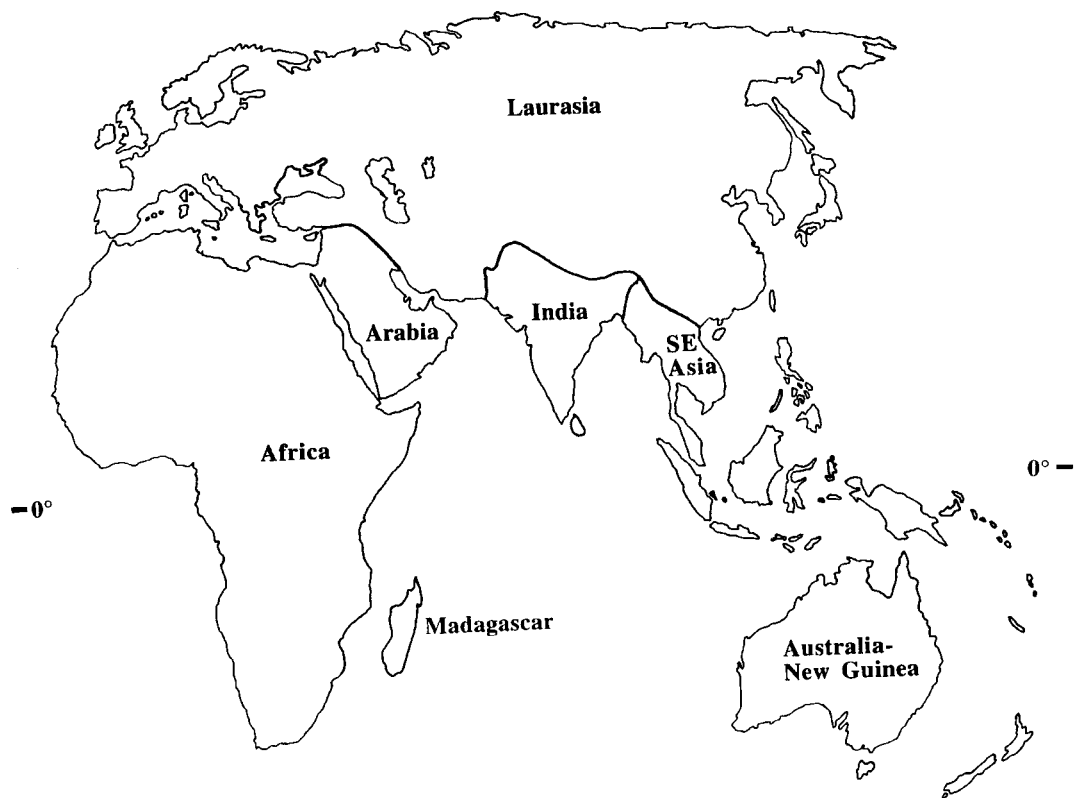 Laurasia
India
Arabia
SE
Asia
Africa
0°
0°
Madagascar
Australia-
New Guinea